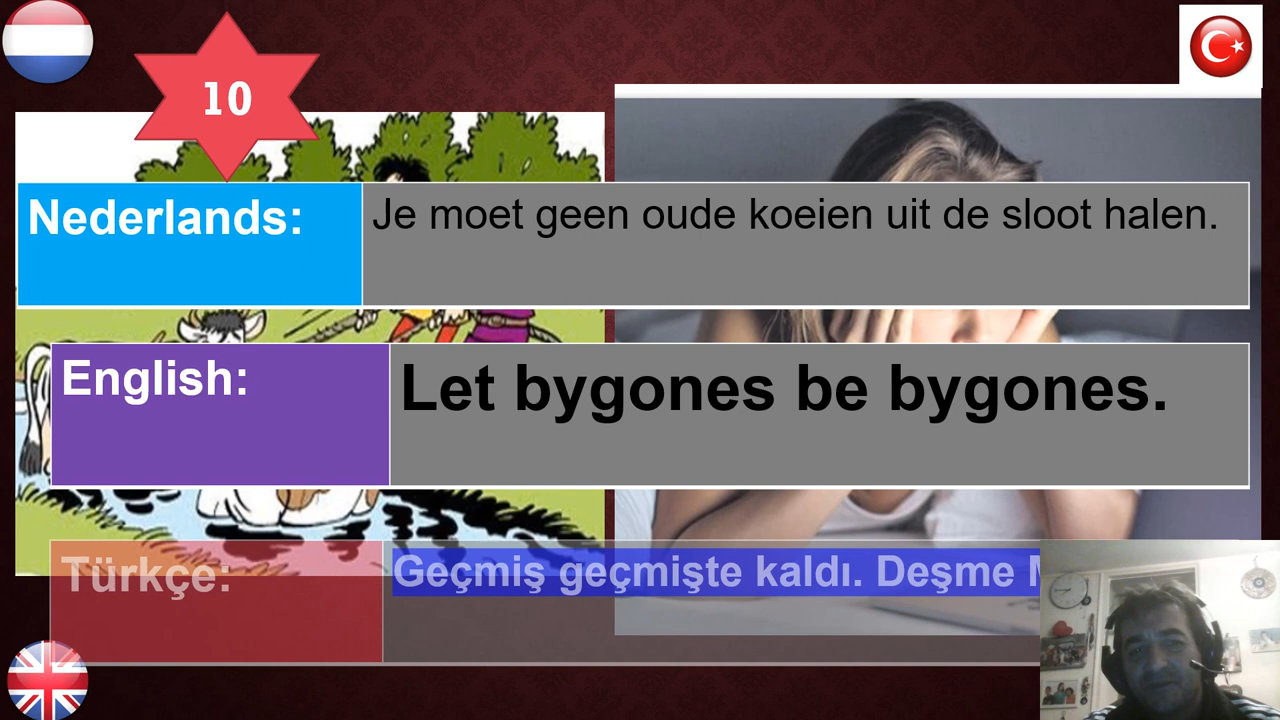 10
Nederlands:
Je moet geen oude koeien uit de sloot halen.
English:
Let bygones be bygones.
Türkçe:
Geçmiş geçmişte kaldı. Deşme